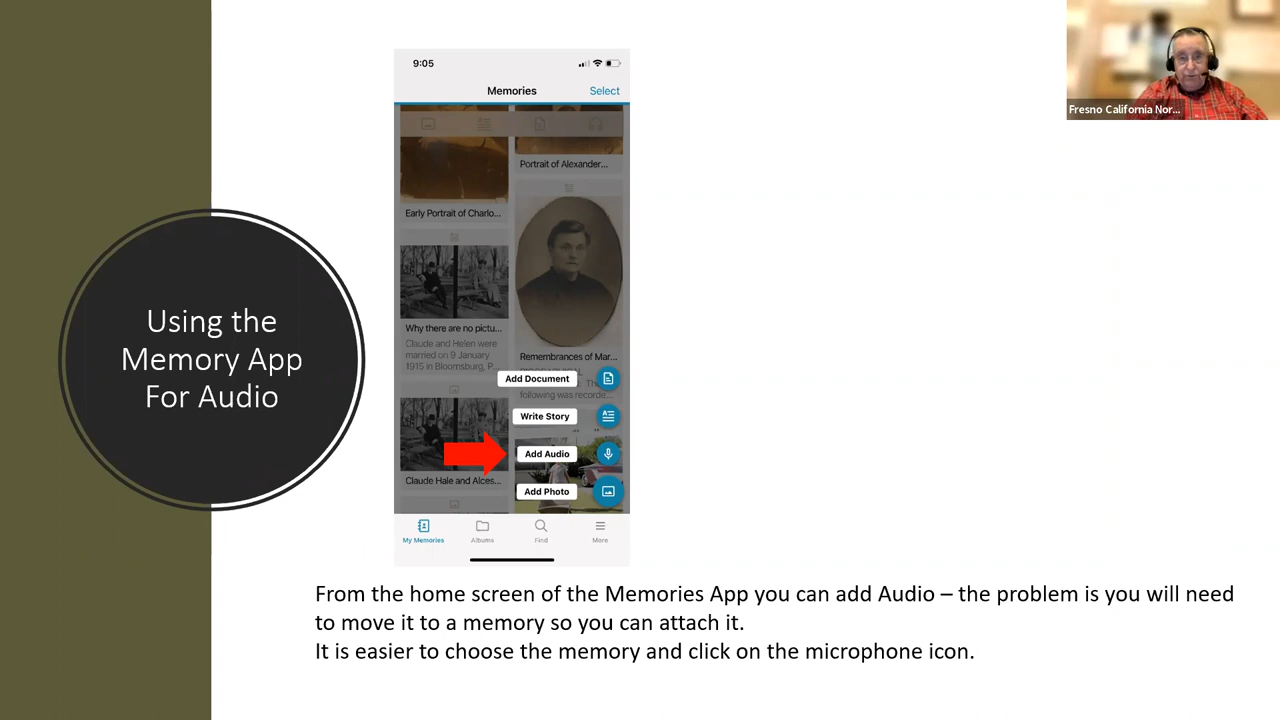 Using the
Memory App
For Audio
9:05
Memories
Select
Early Portrait of Charlo...
Portrait of Alexander...
Why there are no pictu...
Claude and Helen were
married on 9 January
1915 in Bloomsburg, P...
Remembrances of Mar...
following was recorde...
Claude Hale and Alces...
Add Document
Write Story
Add Audio
Add Photo
My Memories
Albums
Find
More
Fresno California Nor...
From the home screen of the Memories App you can add Audio – the problem is you will need
to move it to a memory so you can attach it.
It is easier to choose the memory and click on the microphone icon.